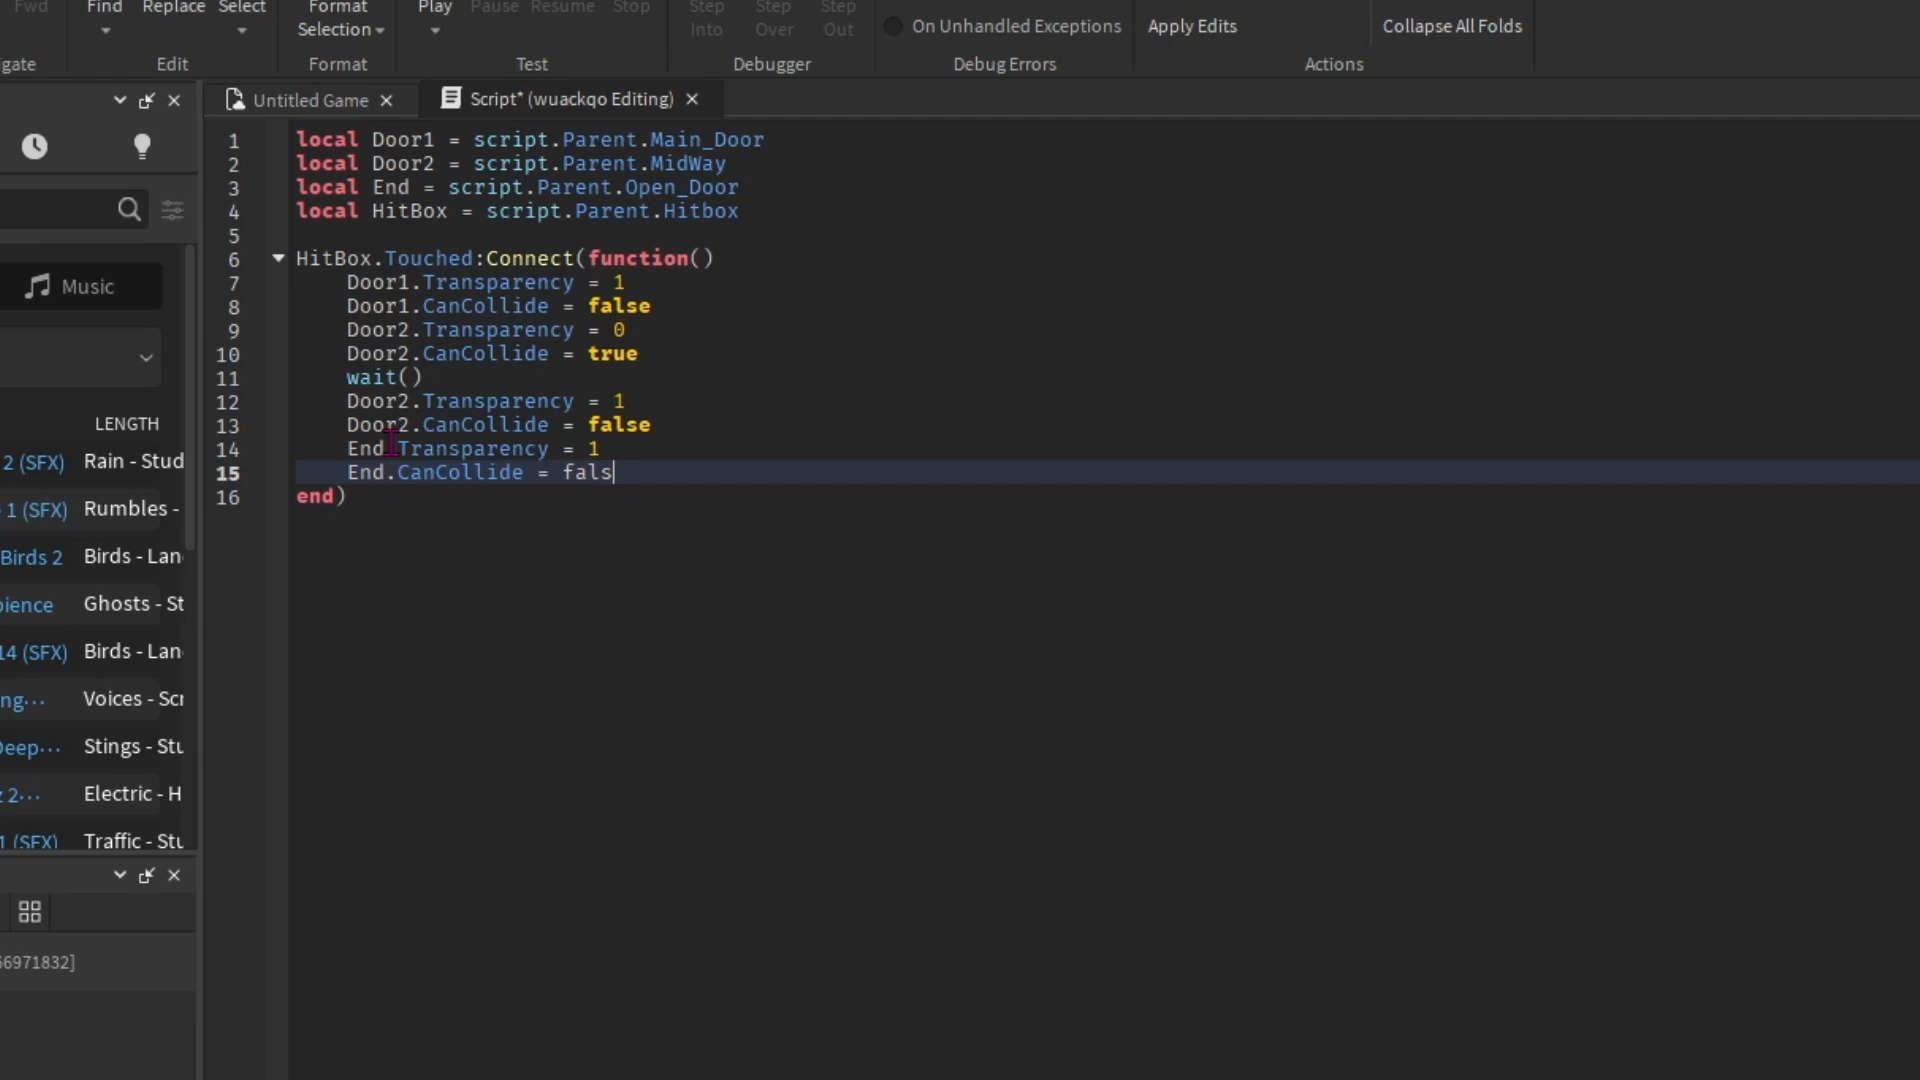 Fwd
Find
Replace
Select
Format
Selection
Play
Pause
Resume
Stop
Step
Into
Step
Over
Step
Out
On Unhandled Exceptions
Apply Edits
Collapse All Folds
gate
Edit
Format
Test
Debugger
Debug Errors
Actions
Untitled Game
Script* (wuackqo Editing)
Music
LENGTH
2 (SFX) Rain - Stud
1 (SFX) Rumbles -
Birds 2 Birds - Lan
bience Ghosts - St
14 (SFX) Birds - Lan
ng... Voices - Scr
Deep... Stings - Stu
z 2... Electric - H
1 (SFX) Traffic - Stu
66971832]
1 local Door1 = script.Parent.Main_Door
2 local Door2 = script.Parent.MidWay
3 local End = script.Parent.Open_Door
4 local HitBox = script.Parent.Hitbox
5
6 HitBox.Touched:Connect(function()
7 Door1.Transparency = 1
8 Door1.CanCollide = false
9 Door2.Transparency = 0
10 Door2.CanCollide = true
11 wait()
12 Door2.Transparency = 1
13 Door2.CanCollide = false
14 End.Transparency = 1
15 End.CanCollide = fals
16 end)